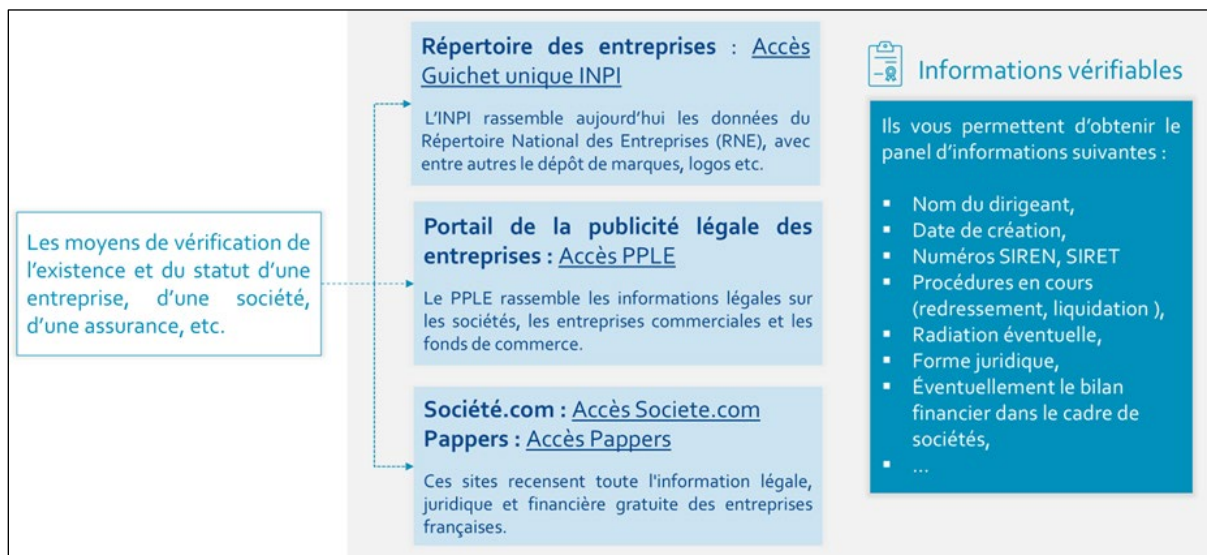 Les moyens de vérification de
l'existence et du statut d'une
entreprise, d'une société,
d'une assurance, etc.
Répertoire des entreprises : Accès
Guichet unique INPI
L'INPI rassemble aujourd'hui les données du
Répertoire National des Entreprises (RNE), avec
entre autres le dépôt de marques, logos etc.
Portail de la publicité légale des
entreprises : Accès PPLE
Le PPLE rassemble les informations légales sur
les sociétés, les entreprises commerciales et les
fonds de commerce.
Société.com : Accès Societe.com
Pappers : Accès Pappers
Ces sites recensent toute l'information légale,
juridique et financière gratuite des entreprises
françaises.
Informations vérifiables
Ils vous permettent d'obtenir le
panel d'informations suivantes :
▪ Nom du dirigeant,
▪ Date de création,
▪ Numéros SIREN, SIRET
▪ Procédures en cours
(redressement, liquidation ),
▪ Radiation éventuelle,
▪ Forme juridique,
▪ Éventuellement le bilan
financier dans le cadre de
sociétés,
▪ ...